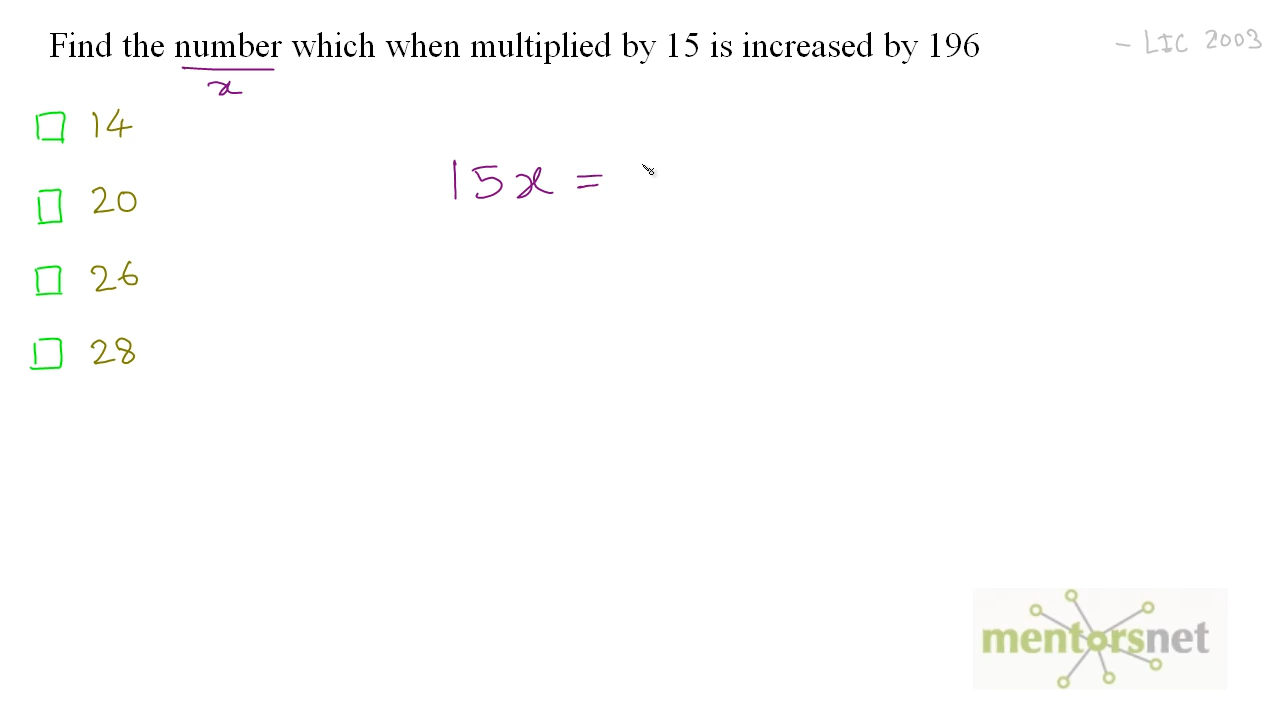 Find the number which when multiplied by 15 is increased by 196
- LIC 2003
x
14
15x =
20
26
28
mentorsnet